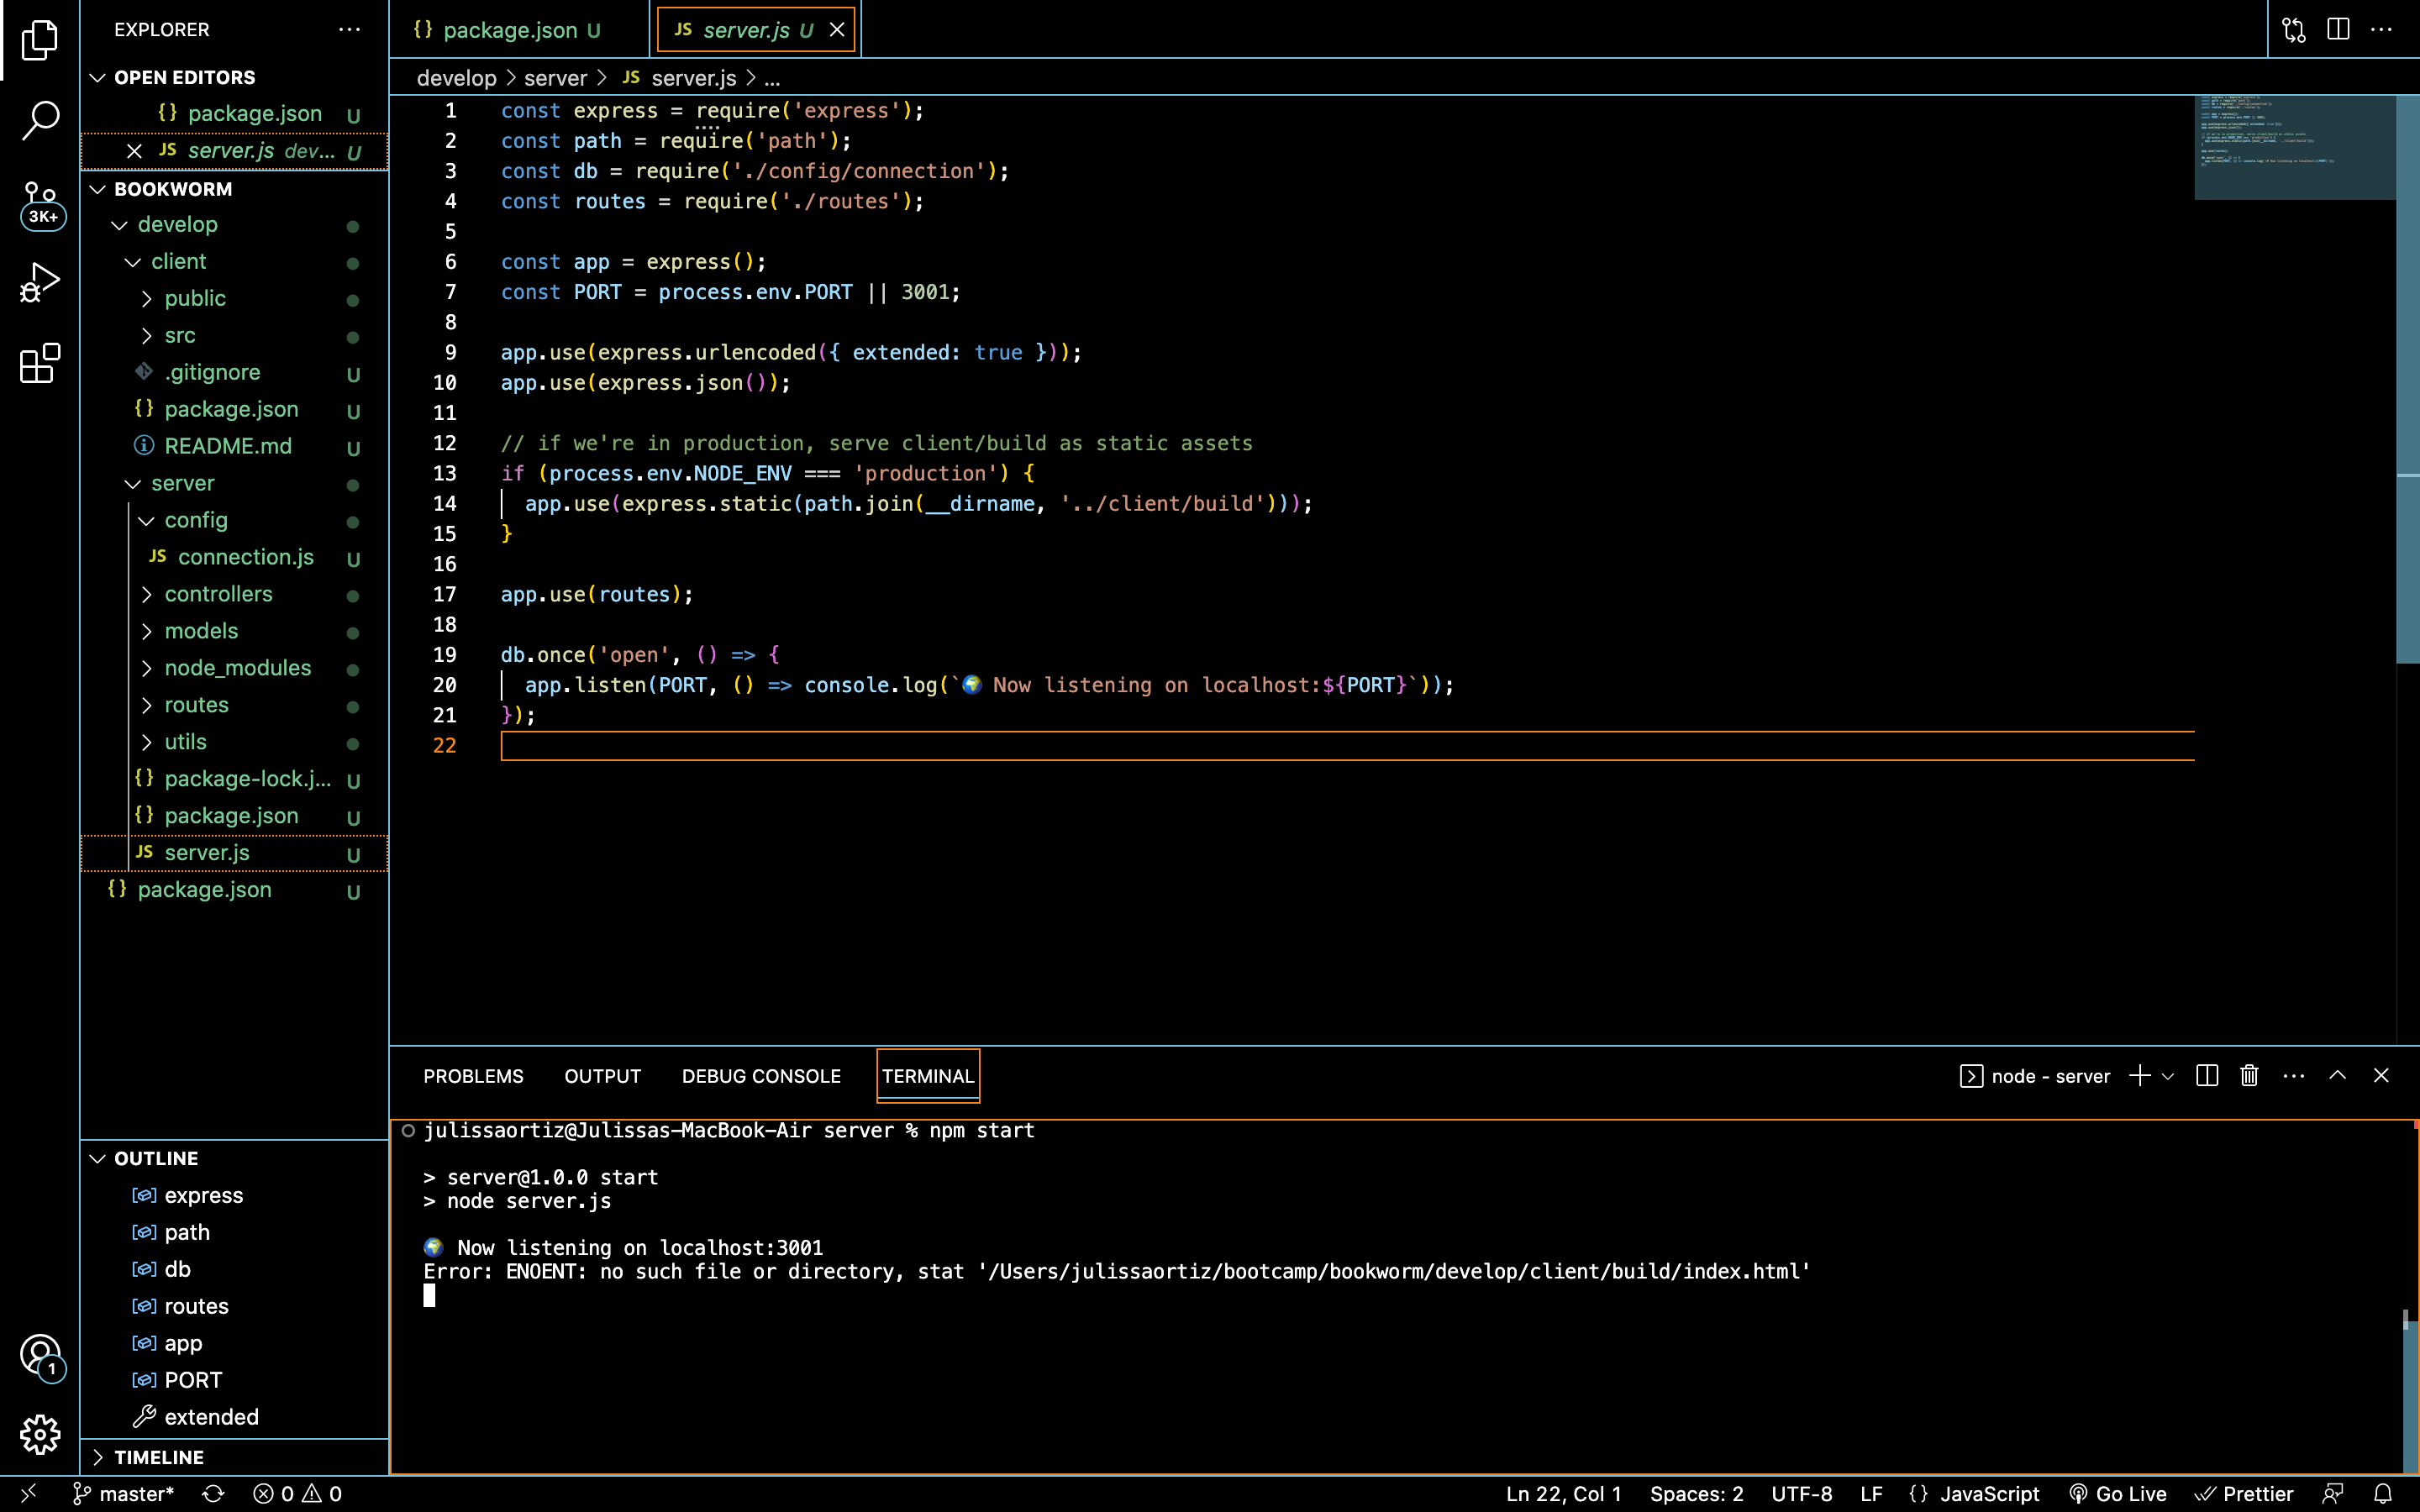 EXPLORER
OPEN EDITORS
{} package.json U
JS server.js dev... U
BOOKWORM
develop
client
public
src
.gitignore U
{} package.json U
README.md U
server
config
JS connection.js U
controllers
models
node_modules
routes
utils
{} package-lock.j... U
{} package.json U
JS server.js U
{} package.json U
OUTLINE
express
path
db
routes
app
PORT
extended
TIMELINE
3K+
1
{} package.json U
JS server.js U
develop > server > JS server.js > ...
1 const express = require('express');
2 const path = require('path');
3 const db = require('./config/connection');
4 const routes = require('./routes');
5
6 const app = express();
7 const PORT = process.env.PORT || 3001;
8
9 app.use(express.urlencoded({ extended: true }));
10 app.use(express.json());
11
12 // if we're in production, serve client/build as static assets
13 if (process.env.NODE_ENV === 'production') {
14 app.use(express.static(path.join(__dirname, '../client/build')));
15 }
16
17 app.use(routes);
18
19 db.once('open', () => {
20 app.listen(PORT, () => console.log(`🌍 Now listening on localhost:${PORT}`));
21 });
22
PROBLEMS OUTPUT DEBUG CONSOLE TERMINAL
node - server
julissaortiz@Julissas-MacBook-Air server % npm start
> server@1.0.0 start
> node server.js
🌍 Now listening on localhost:3001
Error: ENOENT: no such file or directory, stat '/Users/julissaortiz/bootcamp/bookworm/develop/client/build/index.html'
master* 0 0 Ln 22, Col 1 Spaces: 2 UTF-8 LF {} JavaScript Go Live Prettier